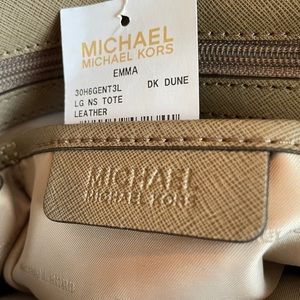 MICHAEL
MICHAEL KORS
EMMA
30H6GENT3L DK DUNE
LG NS TOTE
LEATHER
MICHAEL
MICHAEL KORS